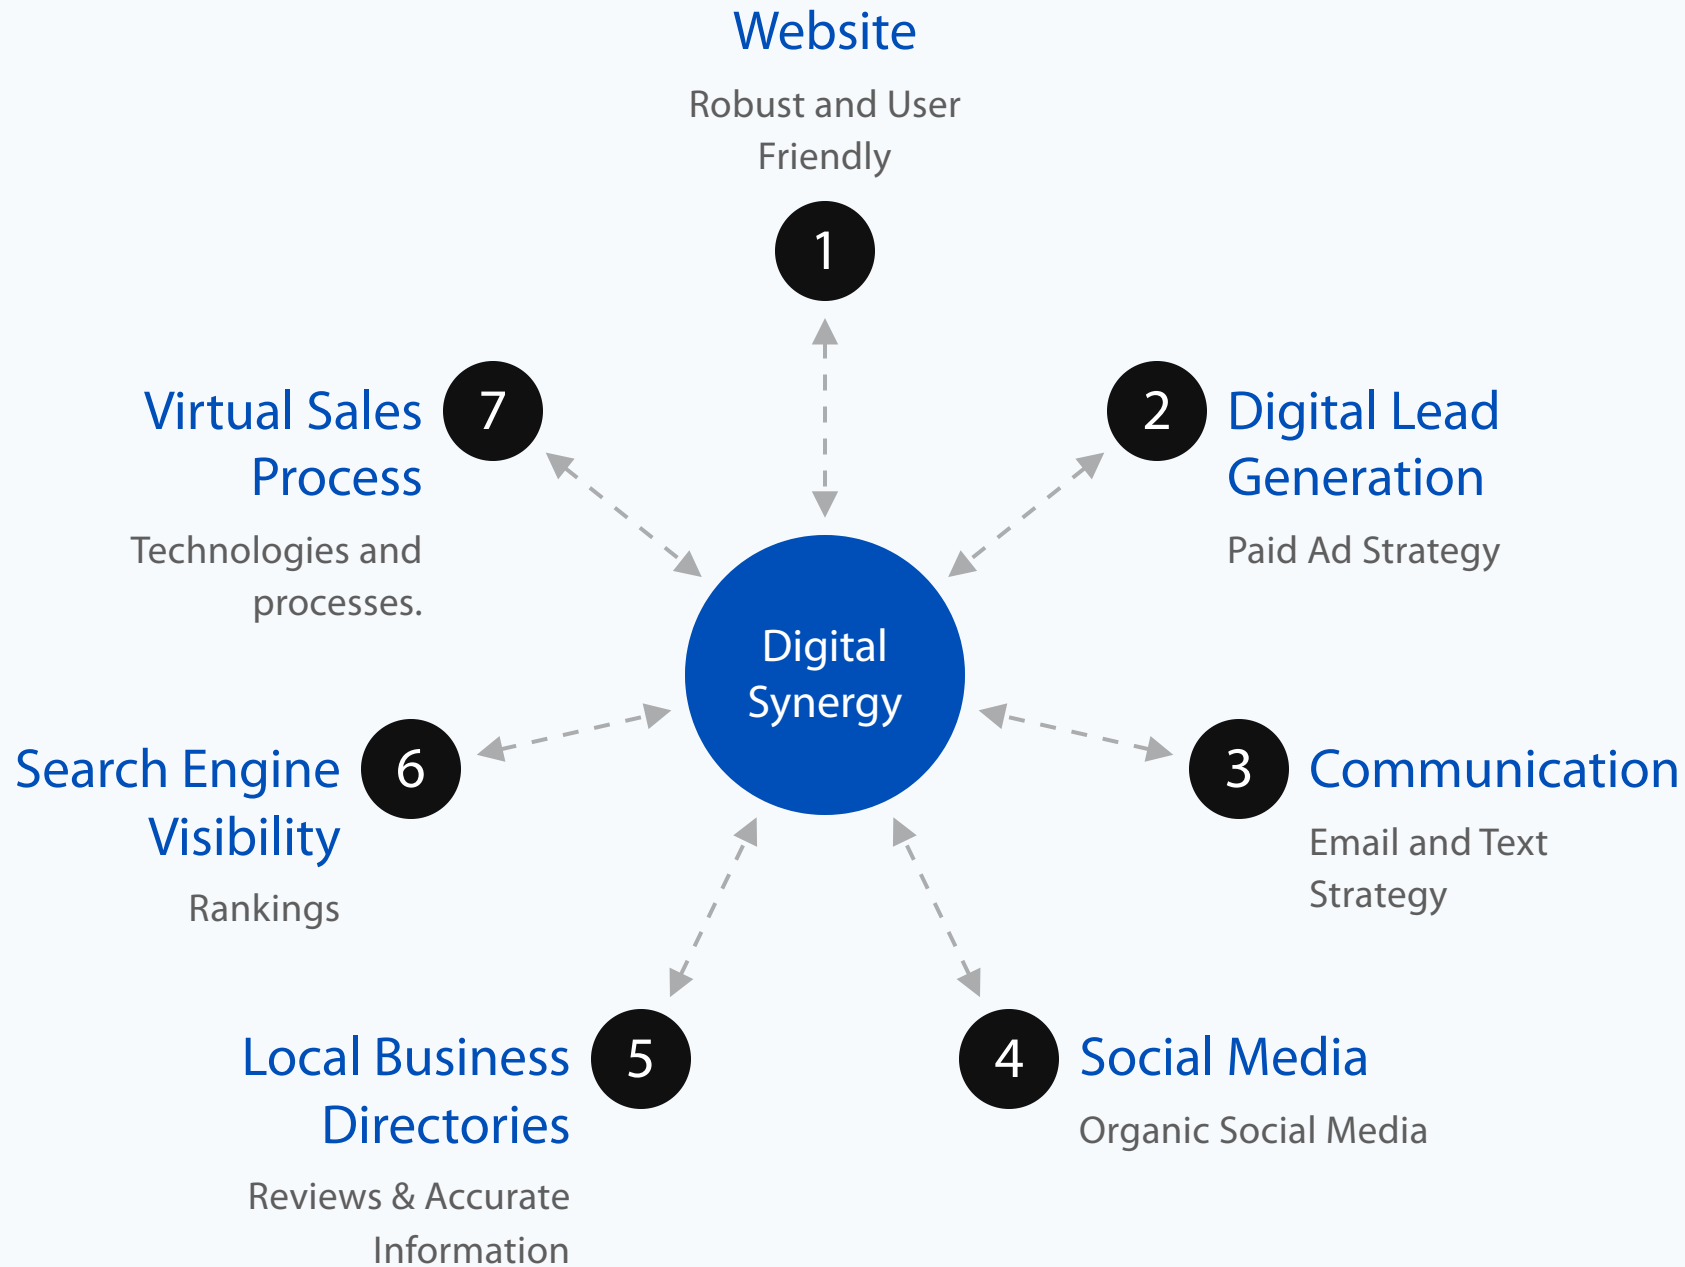 Website
Robust and User
Friendly
1
2
Digital Lead
Generation
Paid Ad Strategy
3
Communication
Email and Text
Strategy
4
Social Media
Organic Social Media
5
Local Business
Directories
Reviews & Accurate
Information
6
Search Engine
Visibility
Rankings
7
Virtual Sales
Process
Technologies and
processes.
Digital
Synergy